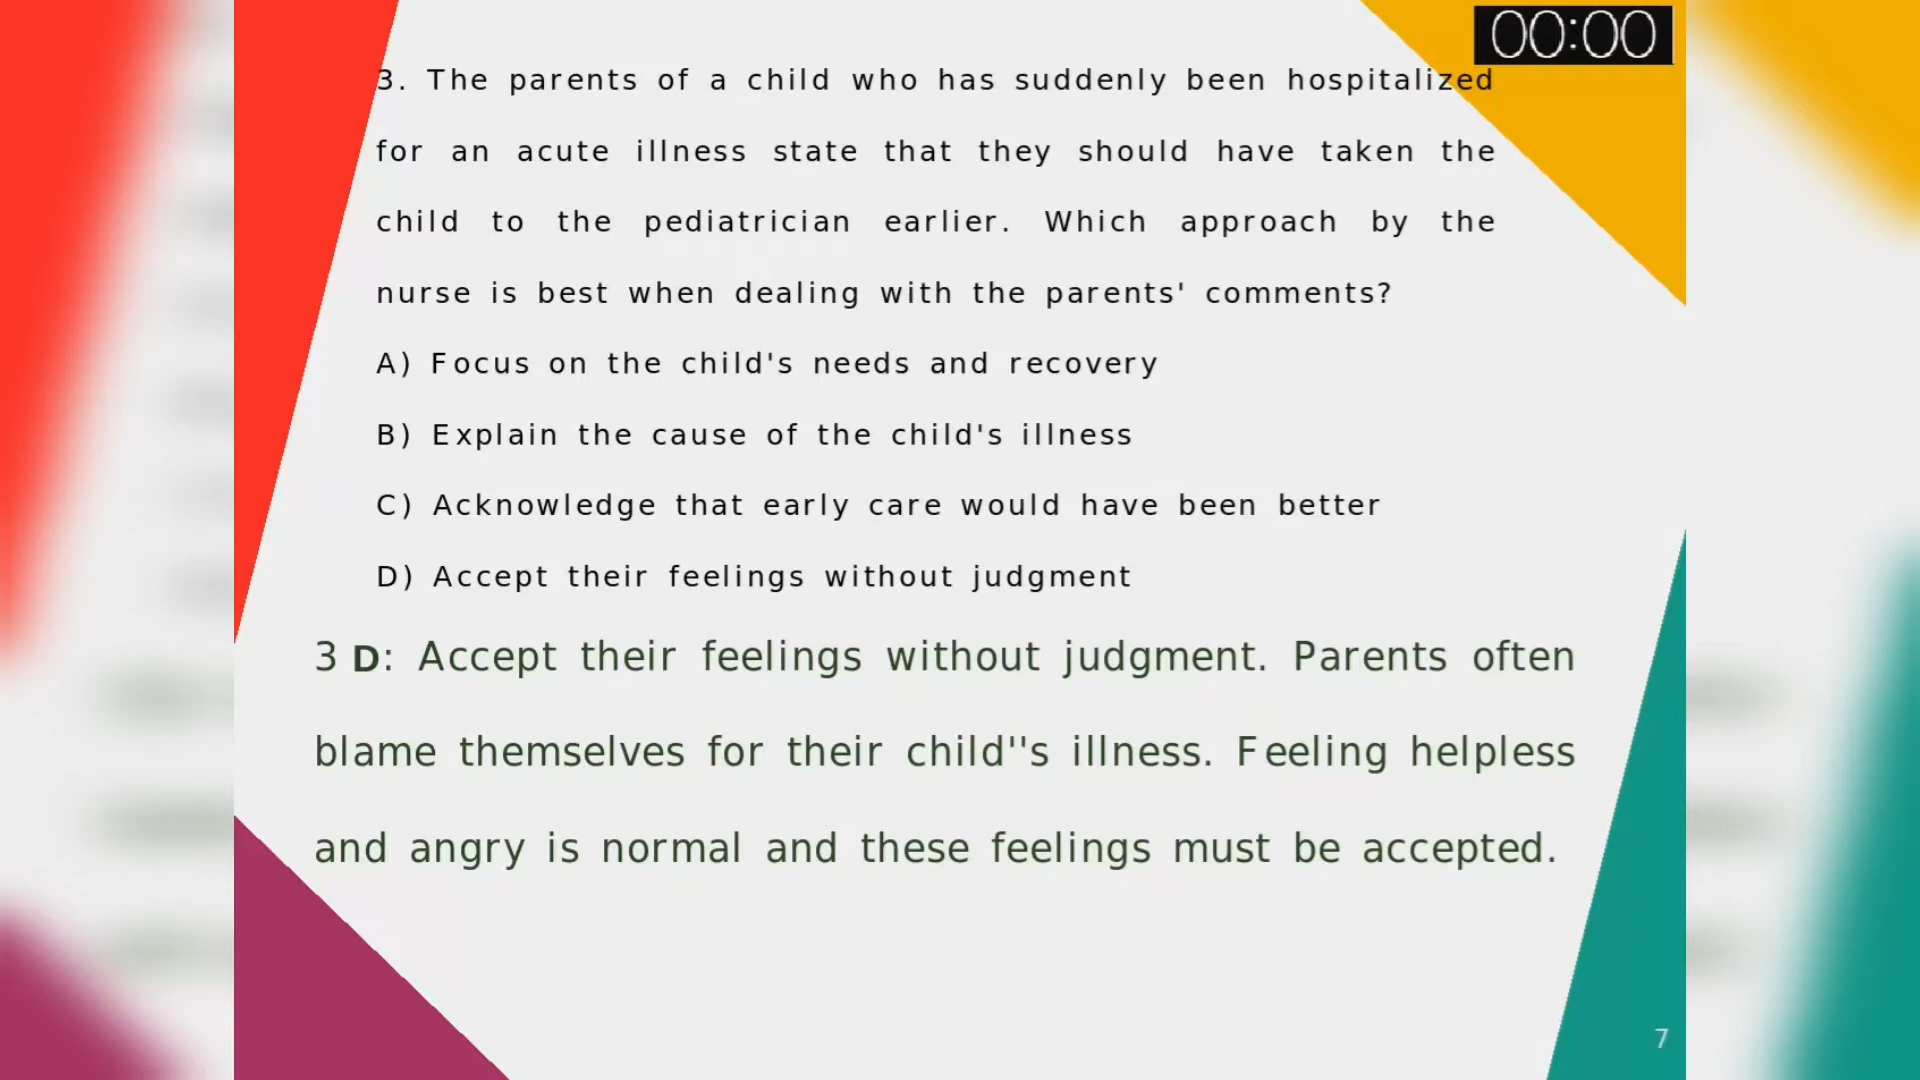 00:00
3. The parents of a child who has suddenly been hospitalized
for an acute illness state that they should have taken the
child to the pediatrician earlier. Which approach by the
nurse is best when dealing with the parents' comments?
A) Focus on the child's needs and recovery
B) Explain the cause of the child's illness
C) Acknowledge that early care would have been better
D) Accept their feelings without judgment
3 D: Accept their feelings without judgment. Parents often
blame themselves for their child''s illness. Feeling helpless
and angry is normal and these feelings must be accepted.
7